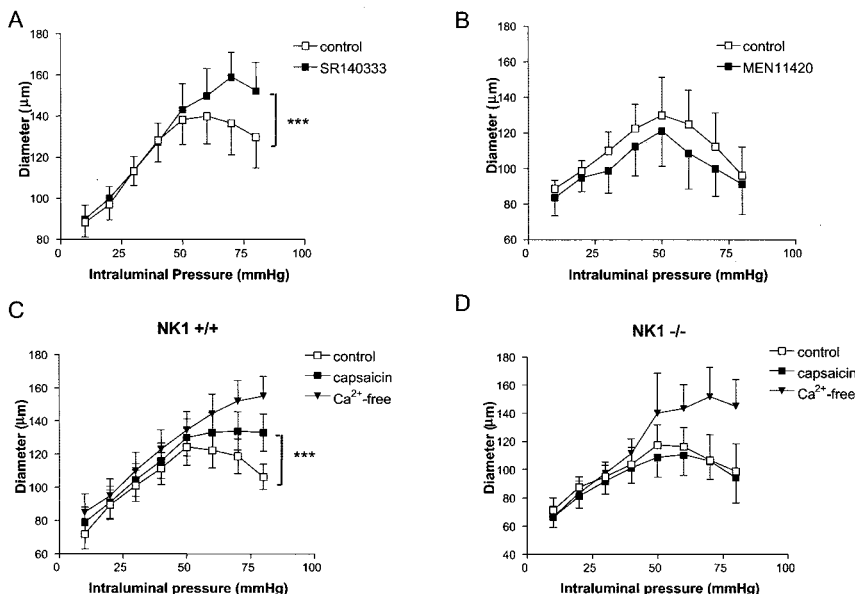 A
control
SR140333
Diameter (µm)
180
160
140
120
100
80
***
0 25 50 75 100
Intraluminal Pressure (mmHg)
B
control
MEN11420
Diameter (µm)
180
160
140
120
100
80
60
0 25 50 75 100
Intraluminal pressure (mmHg)
C
NK1 +/+
control
capsaicin
Ca²⁺-free
Diameter (µm)
180
160
140
120
100
80
60
***
0 25 50 75 100
Intraluminal pressure (mmHg)
D
NK1 -/-
control
capsaicin
Ca²⁺-free
Diameter (µm)
180
160
140
120
100
80
60
40
0 25 50 75 100
Intraluminal pressure (mmHg)